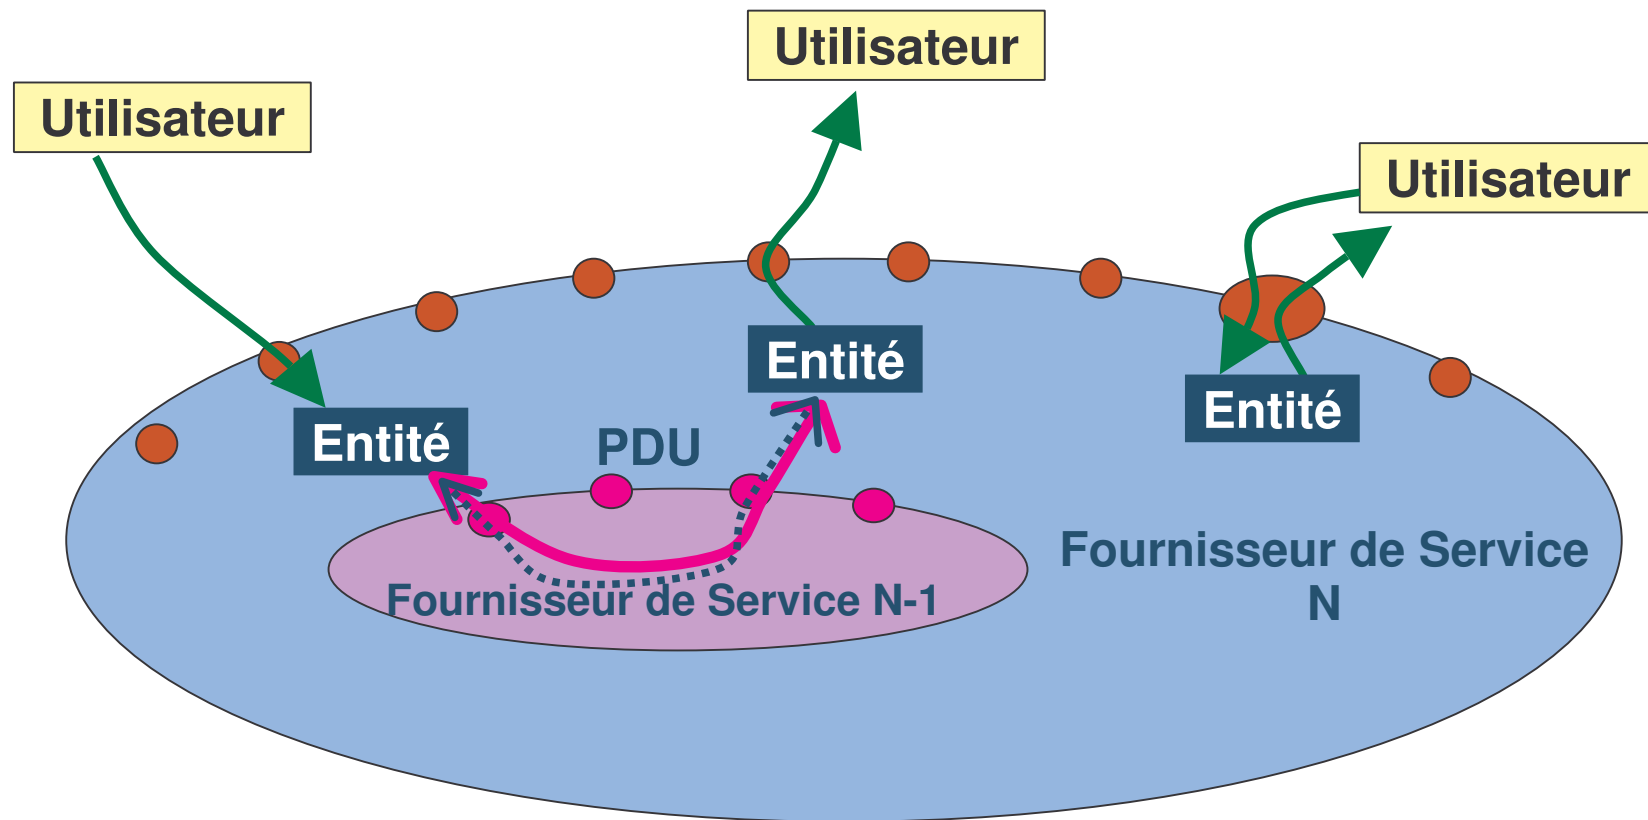 Utilisateur
Utilisateur
Utilisateur
Entité
Entité
Entité
PDU
Fournisseur de Service
N
Fournisseur de Service N-1